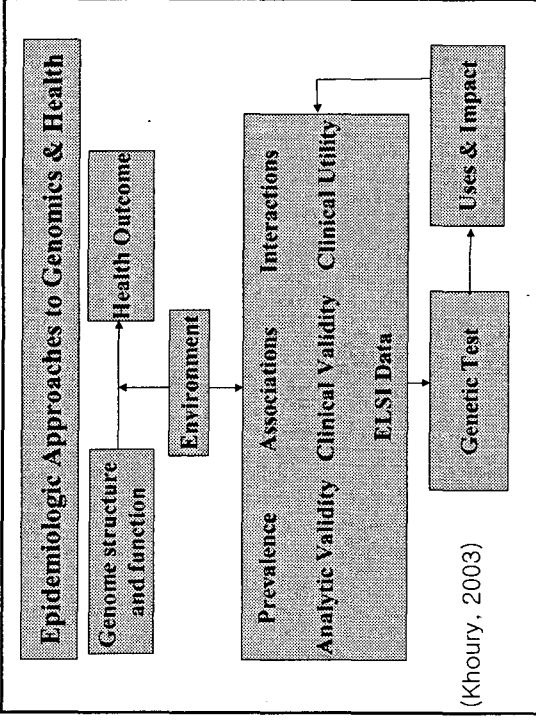 Epidemiologic Approaches to Genomics & Health
Genome structure
and function
Health Outcome
Environment
Prevalence Associations Interactions
Analytic Validity Clinical Validity Clinical Utility
ELSI Data
Genetic Test
Uses & Impact
(Khoury, 2003)